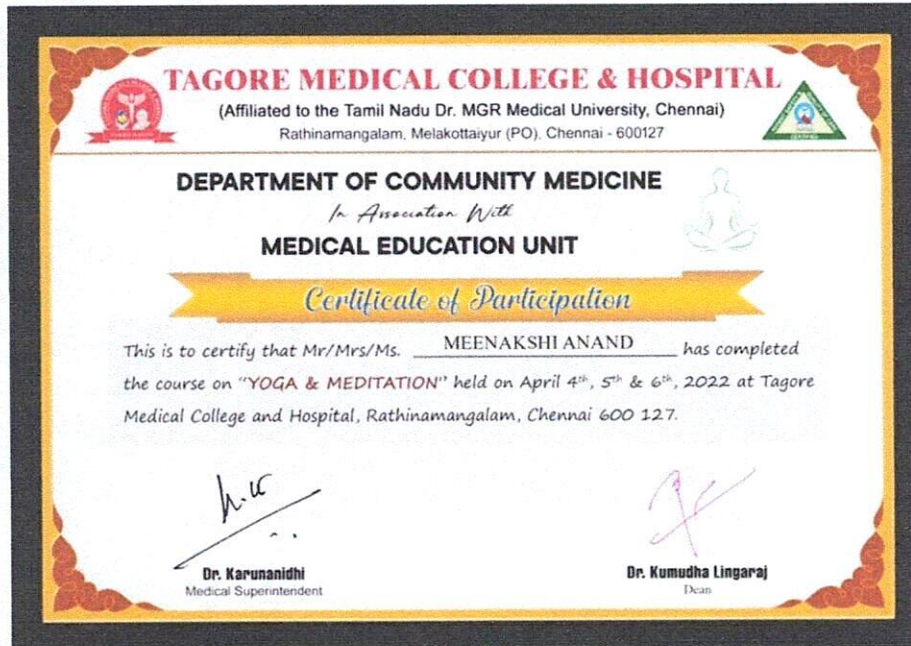 TAGORE MEDICAL COLLEGE & HOSPITAL
(Affiliated to the Tamil Nadu Dr. MGR Medical University, Chennai)
Rathinamangalam, Melakottaiyur (PO), Chennai - 600127
DEPARTMENT OF COMMUNITY MEDICINE
In Association With
MEDICAL EDUCATION UNIT
Certificate of Participation
This is to certify that Mr/Mrs/Ms. MEENAKSHI ANAND has completed
the course on "YOGA & MEDITATION" held on April 4th, 5th & 6th, 2022 at Tagore
Medical College and Hospital, Rathinamangalam, Chennai 600 127.
Dr. Karunanidhi
Medical Superintendent
Dr. Kumudha Lingaraj
Dean